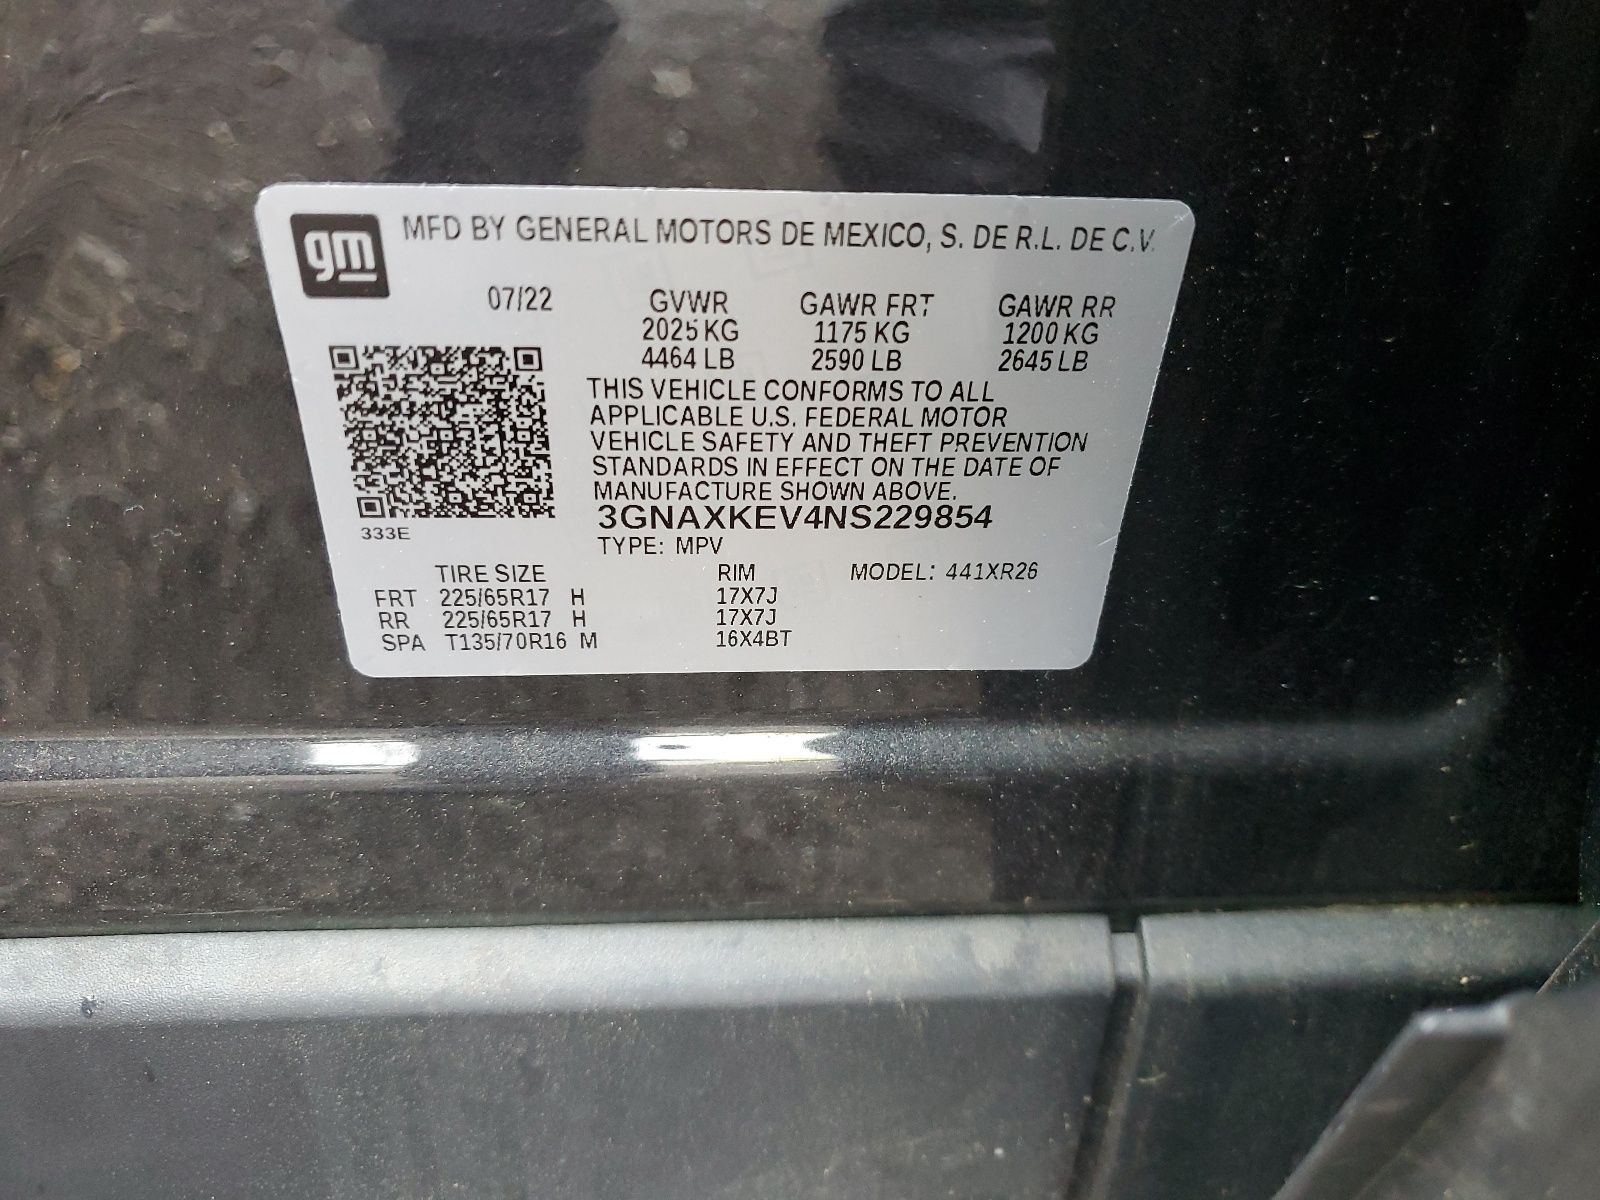 gm MFD BY GENERAL MOTORS DE MEXICO, S. DE R.L. DE C.V.
07/22 GVWR GAWR FRT GAWR RR
2025 KG 1175 KG 1200 KG
4464 LB 2590 LB 2645 LB
THIS VEHICLE CONFORMS TO ALL
APPLICABLE U.S. FEDERAL MOTOR
VEHICLE SAFETY AND THEFT PREVENTION
STANDARDS IN EFFECT ON THE DATE OF
MANUFACTURE SHOWN ABOVE.
3GNAXKEV4NS229854
333E
TYPE: MPV
TIRE SIZE RIM MODEL: 441XR26
FRT 225/65R17 H 17X7J
RR 225/65R17 H 17X7J
SPA T135/70R16 M 16X4BT